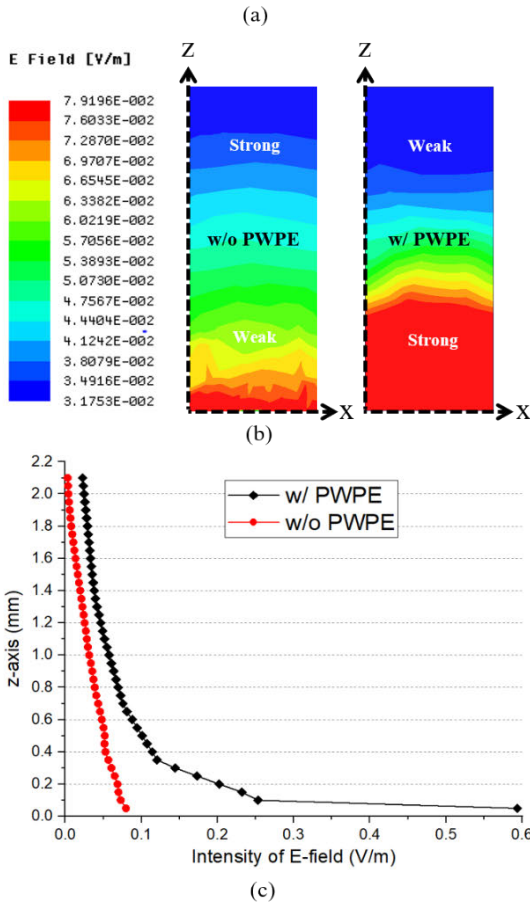 (a)
E Field [V/m]
7.9196E-002
7.6033E-002
7.2870E-002
6.9707E-002
6.6545E-002
6.3382E-002
6.0219E-002
5.7056E-002
5.3893E-002
5.0730E-002
4.7567E-002
4.4404E-002
4.1242E-002
3.8079E-002
3.4916E-002
3.1753E-002
Z
Strong
w/o PWPE
Weak
X
Z
Weak
w/ PWPE
Strong
X
(b)
2.2
2.0
1.8
1.6
1.4
1.2
1.0
0.8
0.6
0.4
0.2
0.0
z-axis (mm)
w/ PWPE
w/o PWPE
0.0
0.1
0.2
0.3
0.4
0.5
0.6
Intensity of E-field (V/m)
(c)